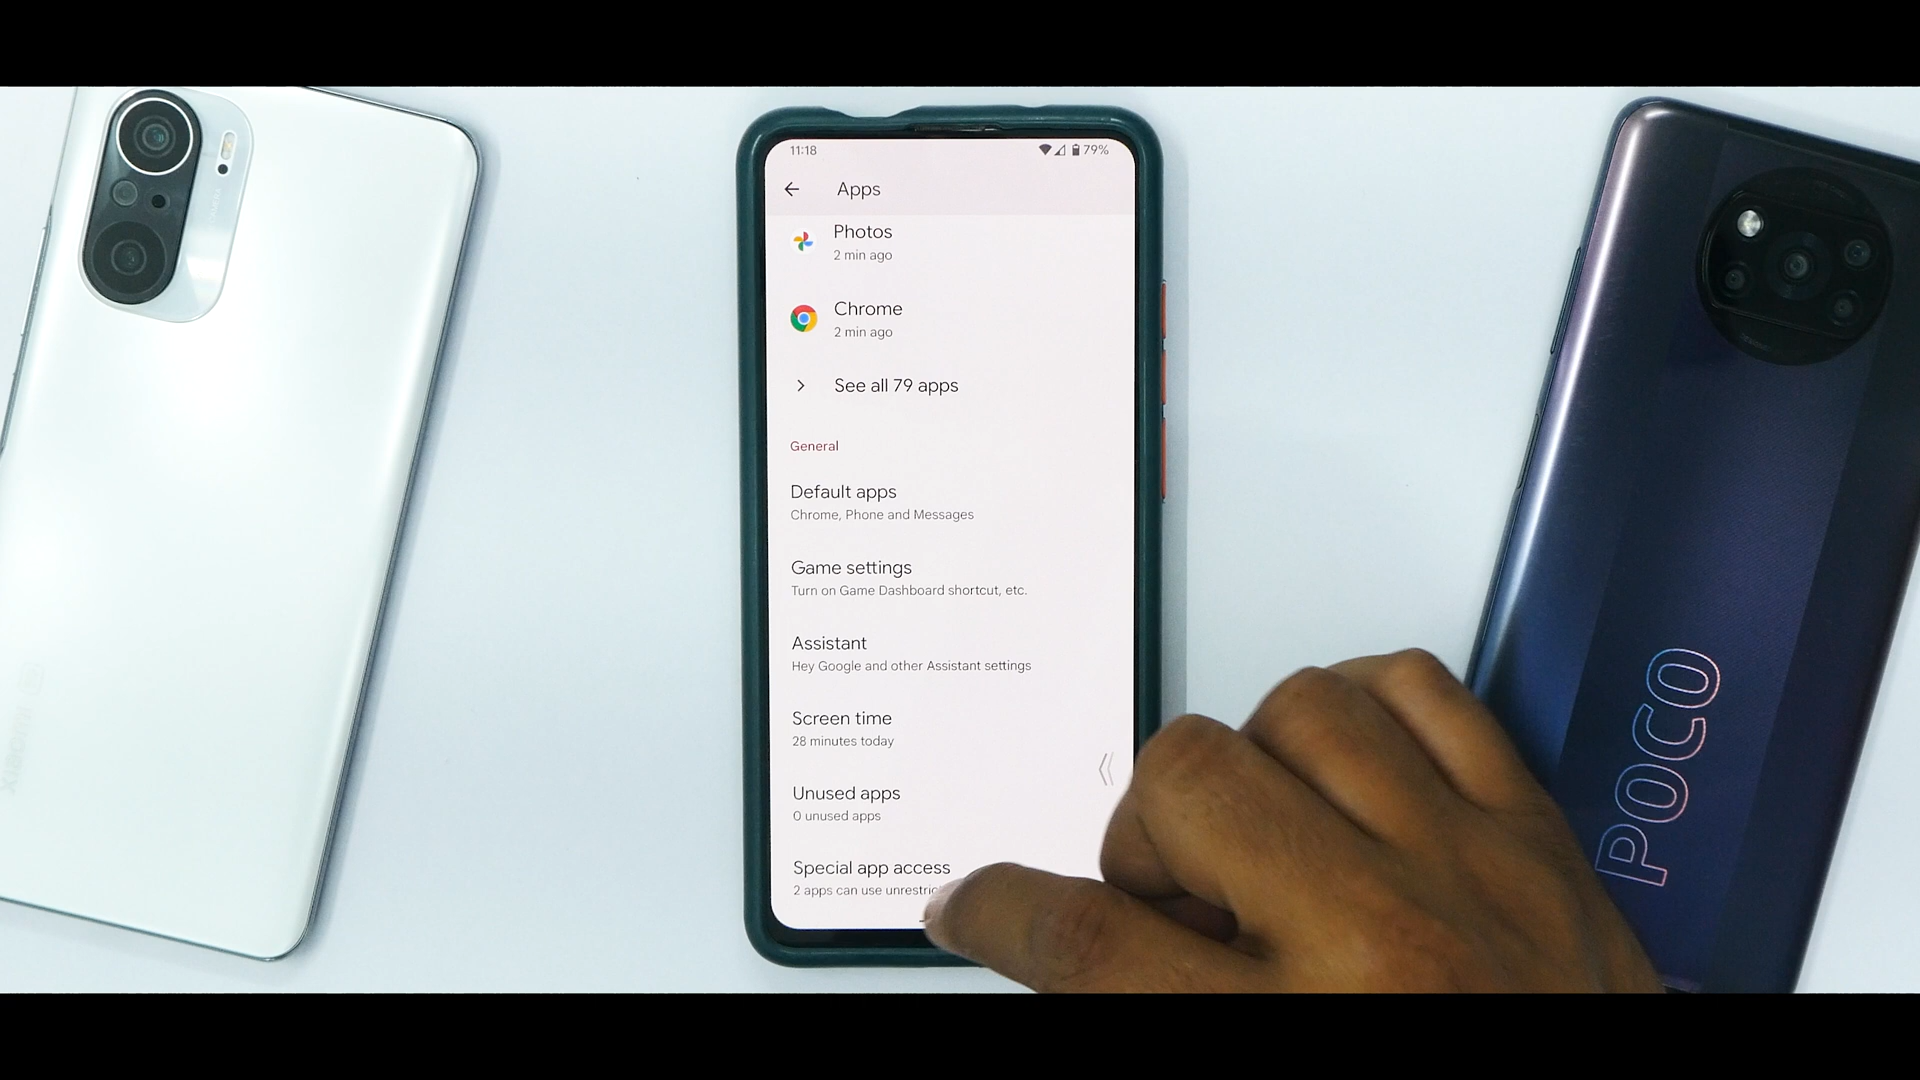 11:18
79%
Apps
Photos
2 min ago
Chrome
2 min ago
See all 79 apps
General
Default apps
Chrome, Phone and Messages
Game settings
Turn on Game Dashboard shortcut, etc.
Assistant
Hey Google and other Assistant settings
Screen time
28 minutes today
Unused apps
0 unused apps
Special app access
2 apps can use
POCO